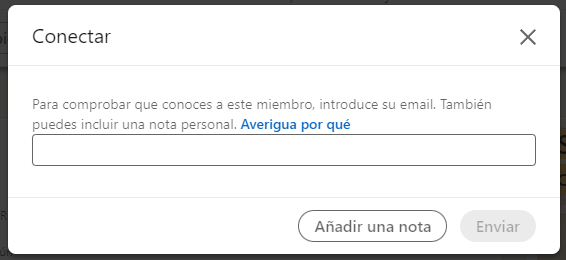 Conectar
Para comprobar que conoces a este miembro, introduce su email. También
puedes incluir una nota personal. Averigua por qué
Añadir una nota
Enviar